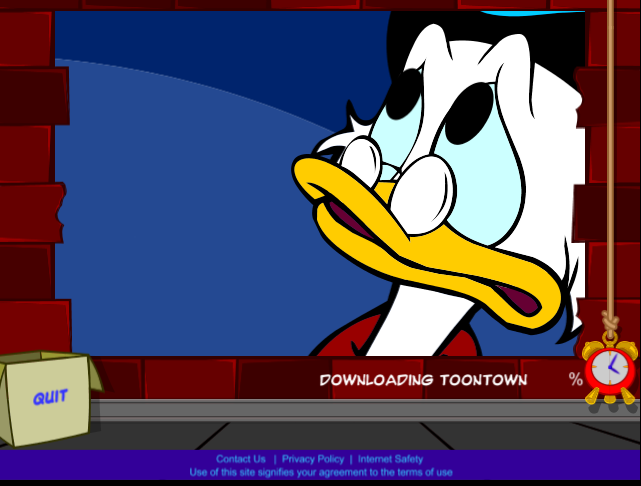 DOWNLOADING TOONTOWN %
QUIT
Contact Us | Privacy Policy | Internet Safety
Use of this site signifies your agreement to the terms of use